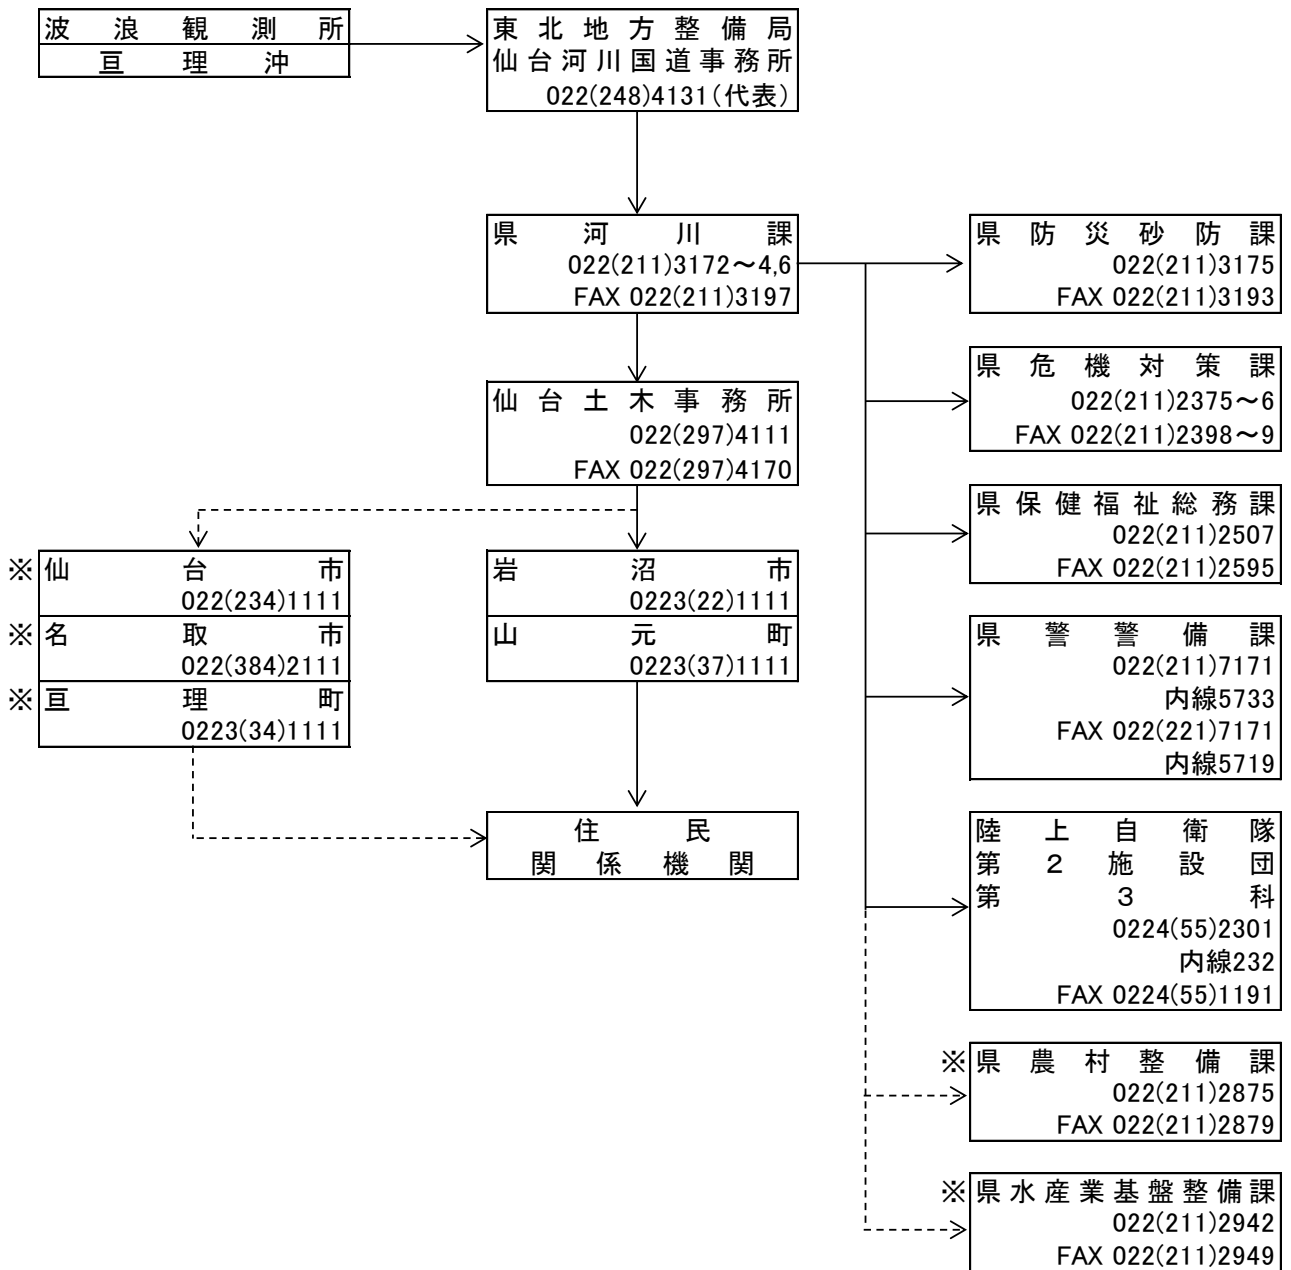 波浪観測所
亘理沖
東北地方整備局
仙台河川国道事務所
022(248)4131(代表)
県河川課
022(211)3172～4,6
FAX 022(211)3197
仙台土木事務所
022(297)4111
FAX 022(297)4170
※仙台市
022(234)1111
※名取市
022(384)2111
※亘理町
0223(34)1111
岩沼市
0223(22)1111
山元町
0223(37)1111
住民
関係機関
県防災砂防課
022(211)3175
FAX 022(211)3193
県危機対策課
022(211)2375～6
FAX 022(211)2398～9
県保健福祉総務課
022(211)2507
FAX 022(211)2595
県警警備課
022(211)7171
内線5733
FAX 022(221)7171
内線5719
陸上自衛隊
第２施設団
第３科
0224(55)2301
内線232
FAX 0224(55)1191
※県農村整備課
022(211)2875
FAX 022(211)2879
※県水産業基盤整備課
022(211)2942
FAX 022(211)2949